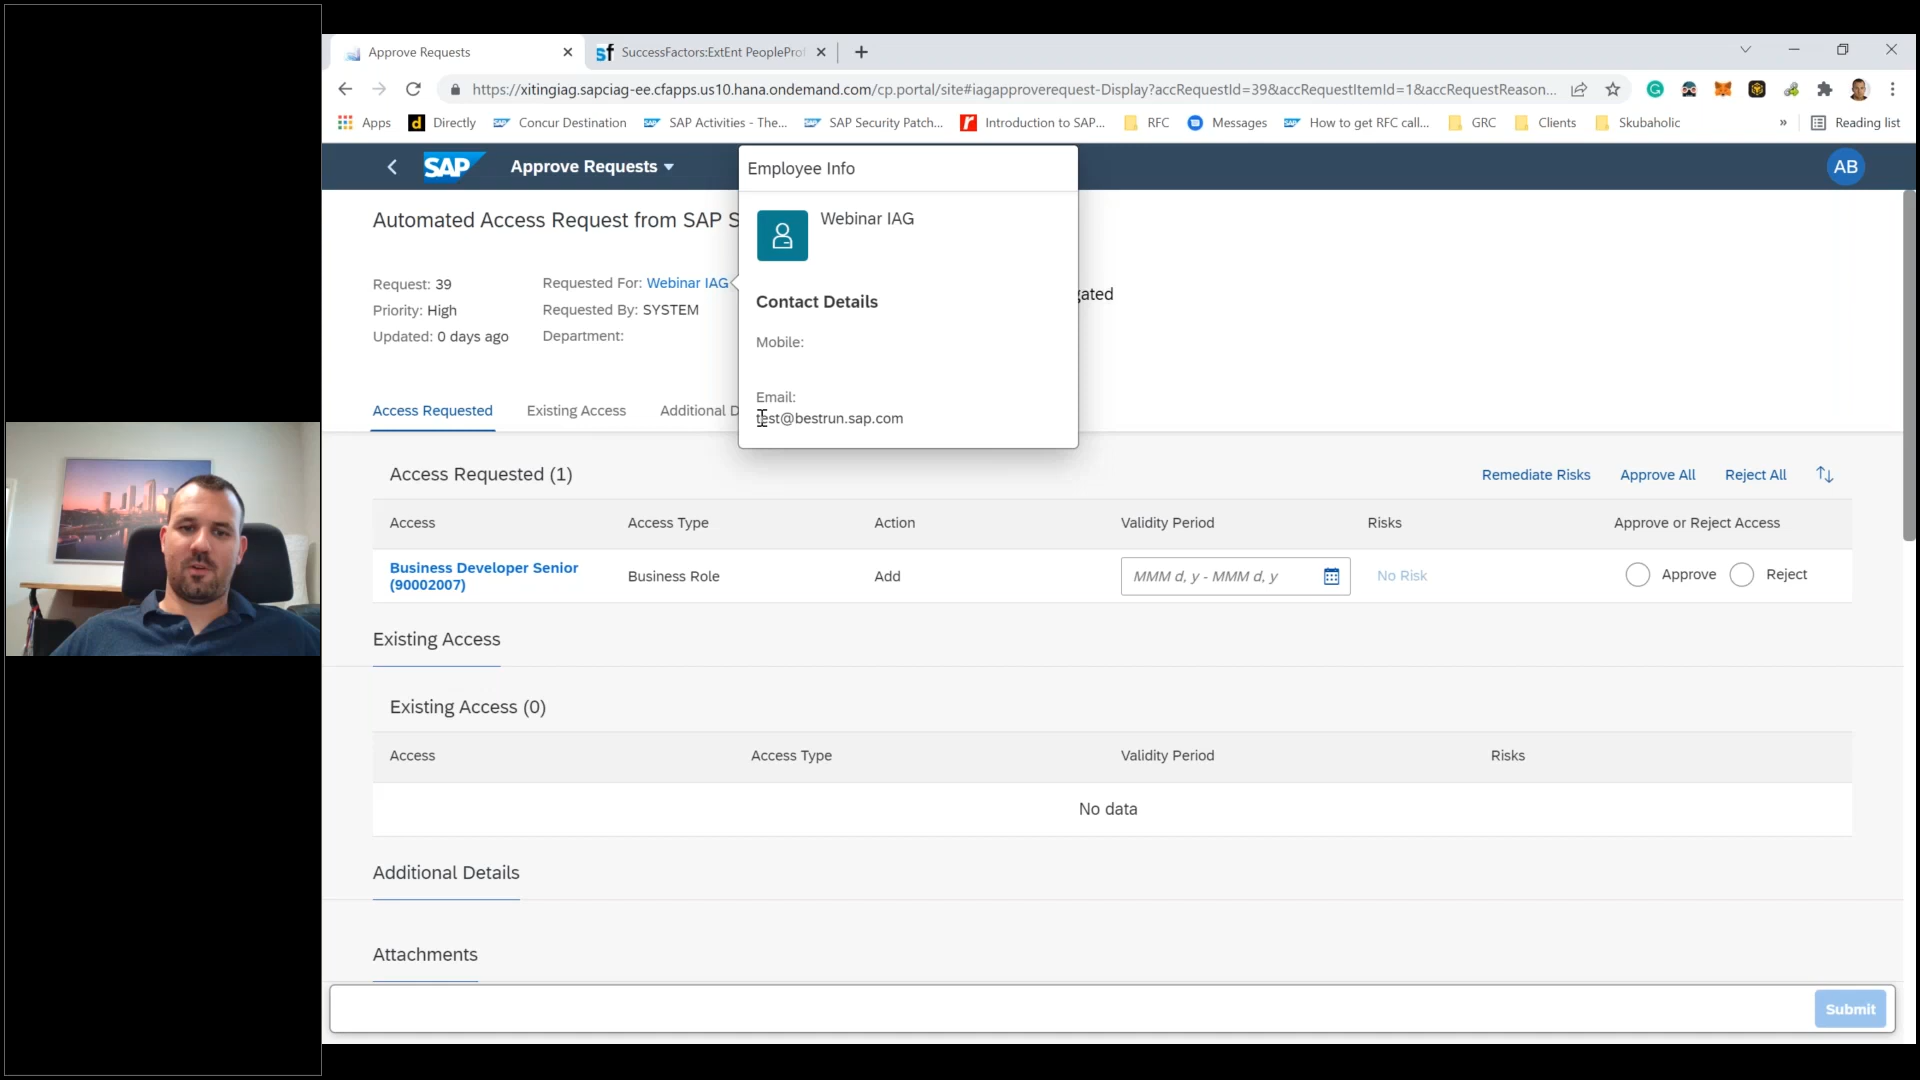 Approve Requests
sf SuccessFactors:ExtEnt PeopleProf
https://xitingiag.sapciag-ee.cfapps.us10.hana.ondemand.com/cp.portal/site#iagapproverequest-Display?accRequestId=39&accRequestItemId=1&accRequestReason...
Apps d Directly SAP Concur Destination SAP SAP Activities - The... SAP SAP Security Patch... Introduction to SAP... RFC Messages SAP How to get RFC call... GRC Clients Skubaholic » Reading list
SAP Approve Requests AB
Employee Info
Webinar IAG
Contact Details
Mobile:
Email:
test@bestrun.sap.com
Automated Access Request from SAP S
Request: 39 Requested For: Webinar IAG gated
Priority: High Requested By: SYSTEM
Updated: 0 days ago Department:
Access Requested Existing Access Additional D
Access Requested (1) Remediate Risks Approve All Reject All
Access Access Type Action Validity Period Risks Approve or Reject Access
Business Developer Senior
(90002007) Business Role Add MMM d, y - MMM d, y No Risk Approve Reject
Existing Access
Existing Access (0)
Access Access Type Validity Period Risks
No data
Additional Details
Attachments
Submit